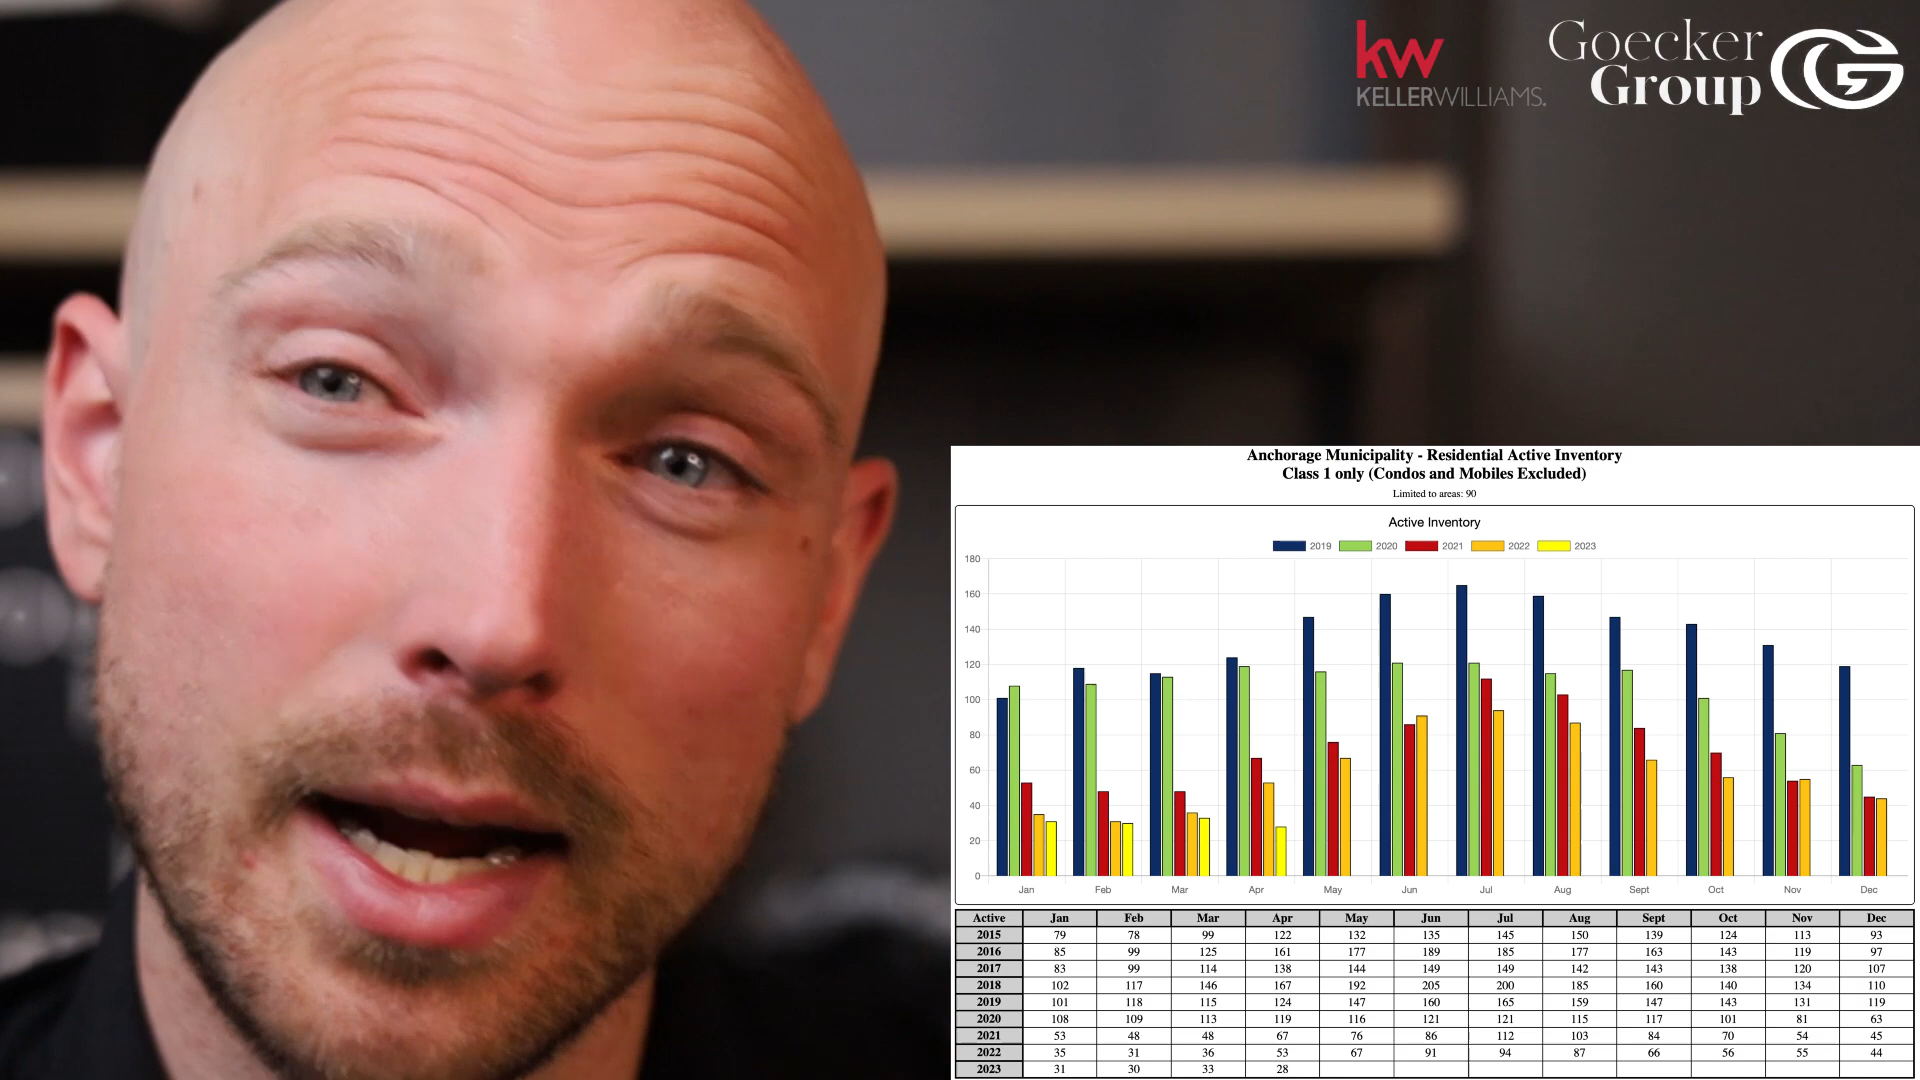 kw
KELLERWILLIAMS.
Goecker
Group
Anchorage Municipality - Residential Active Inventory
Class 1 only (Condos and Mobiles Excluded)
Limited to areas: 90
Active Inventory
2019 2020 2021 2022 2023
180
160
140
120
100
80
60
40
20
0
Jan Feb Mar Apr May Jun Jul Aug Sept Oct Nov Dec
Active Jan Feb Mar Apr May Jun Jul Aug Sept Oct Nov Dec
2015 79 78 99 122 132 135 145 150 139 124 113 93
2016 85 99 125 161 177 189 185 177 163 143 119 97
2017 83 99 114 138 144 149 149 142 143 138 120 107
2018 102 117 146 167 192 205 200 185 160 140 134 110
2019 101 118 115 124 147 160 165 159 147 143 131 119
2020 108 109 113 119 116 121 121 115 117 101 81 63
2021 53 48 48 67 76 86 112 103 84 70 54 45
2022 35 31 36 53 67 91 94 87 66 56 55 44
2023 31 30 33 28